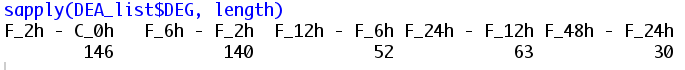 sapply(DEA_list$DEG, length)
F_2h - C_0h F_6h - F_2h F_12h - F_6h F_24h - F_12h F_48h - F_24h
146 140 52 63 30